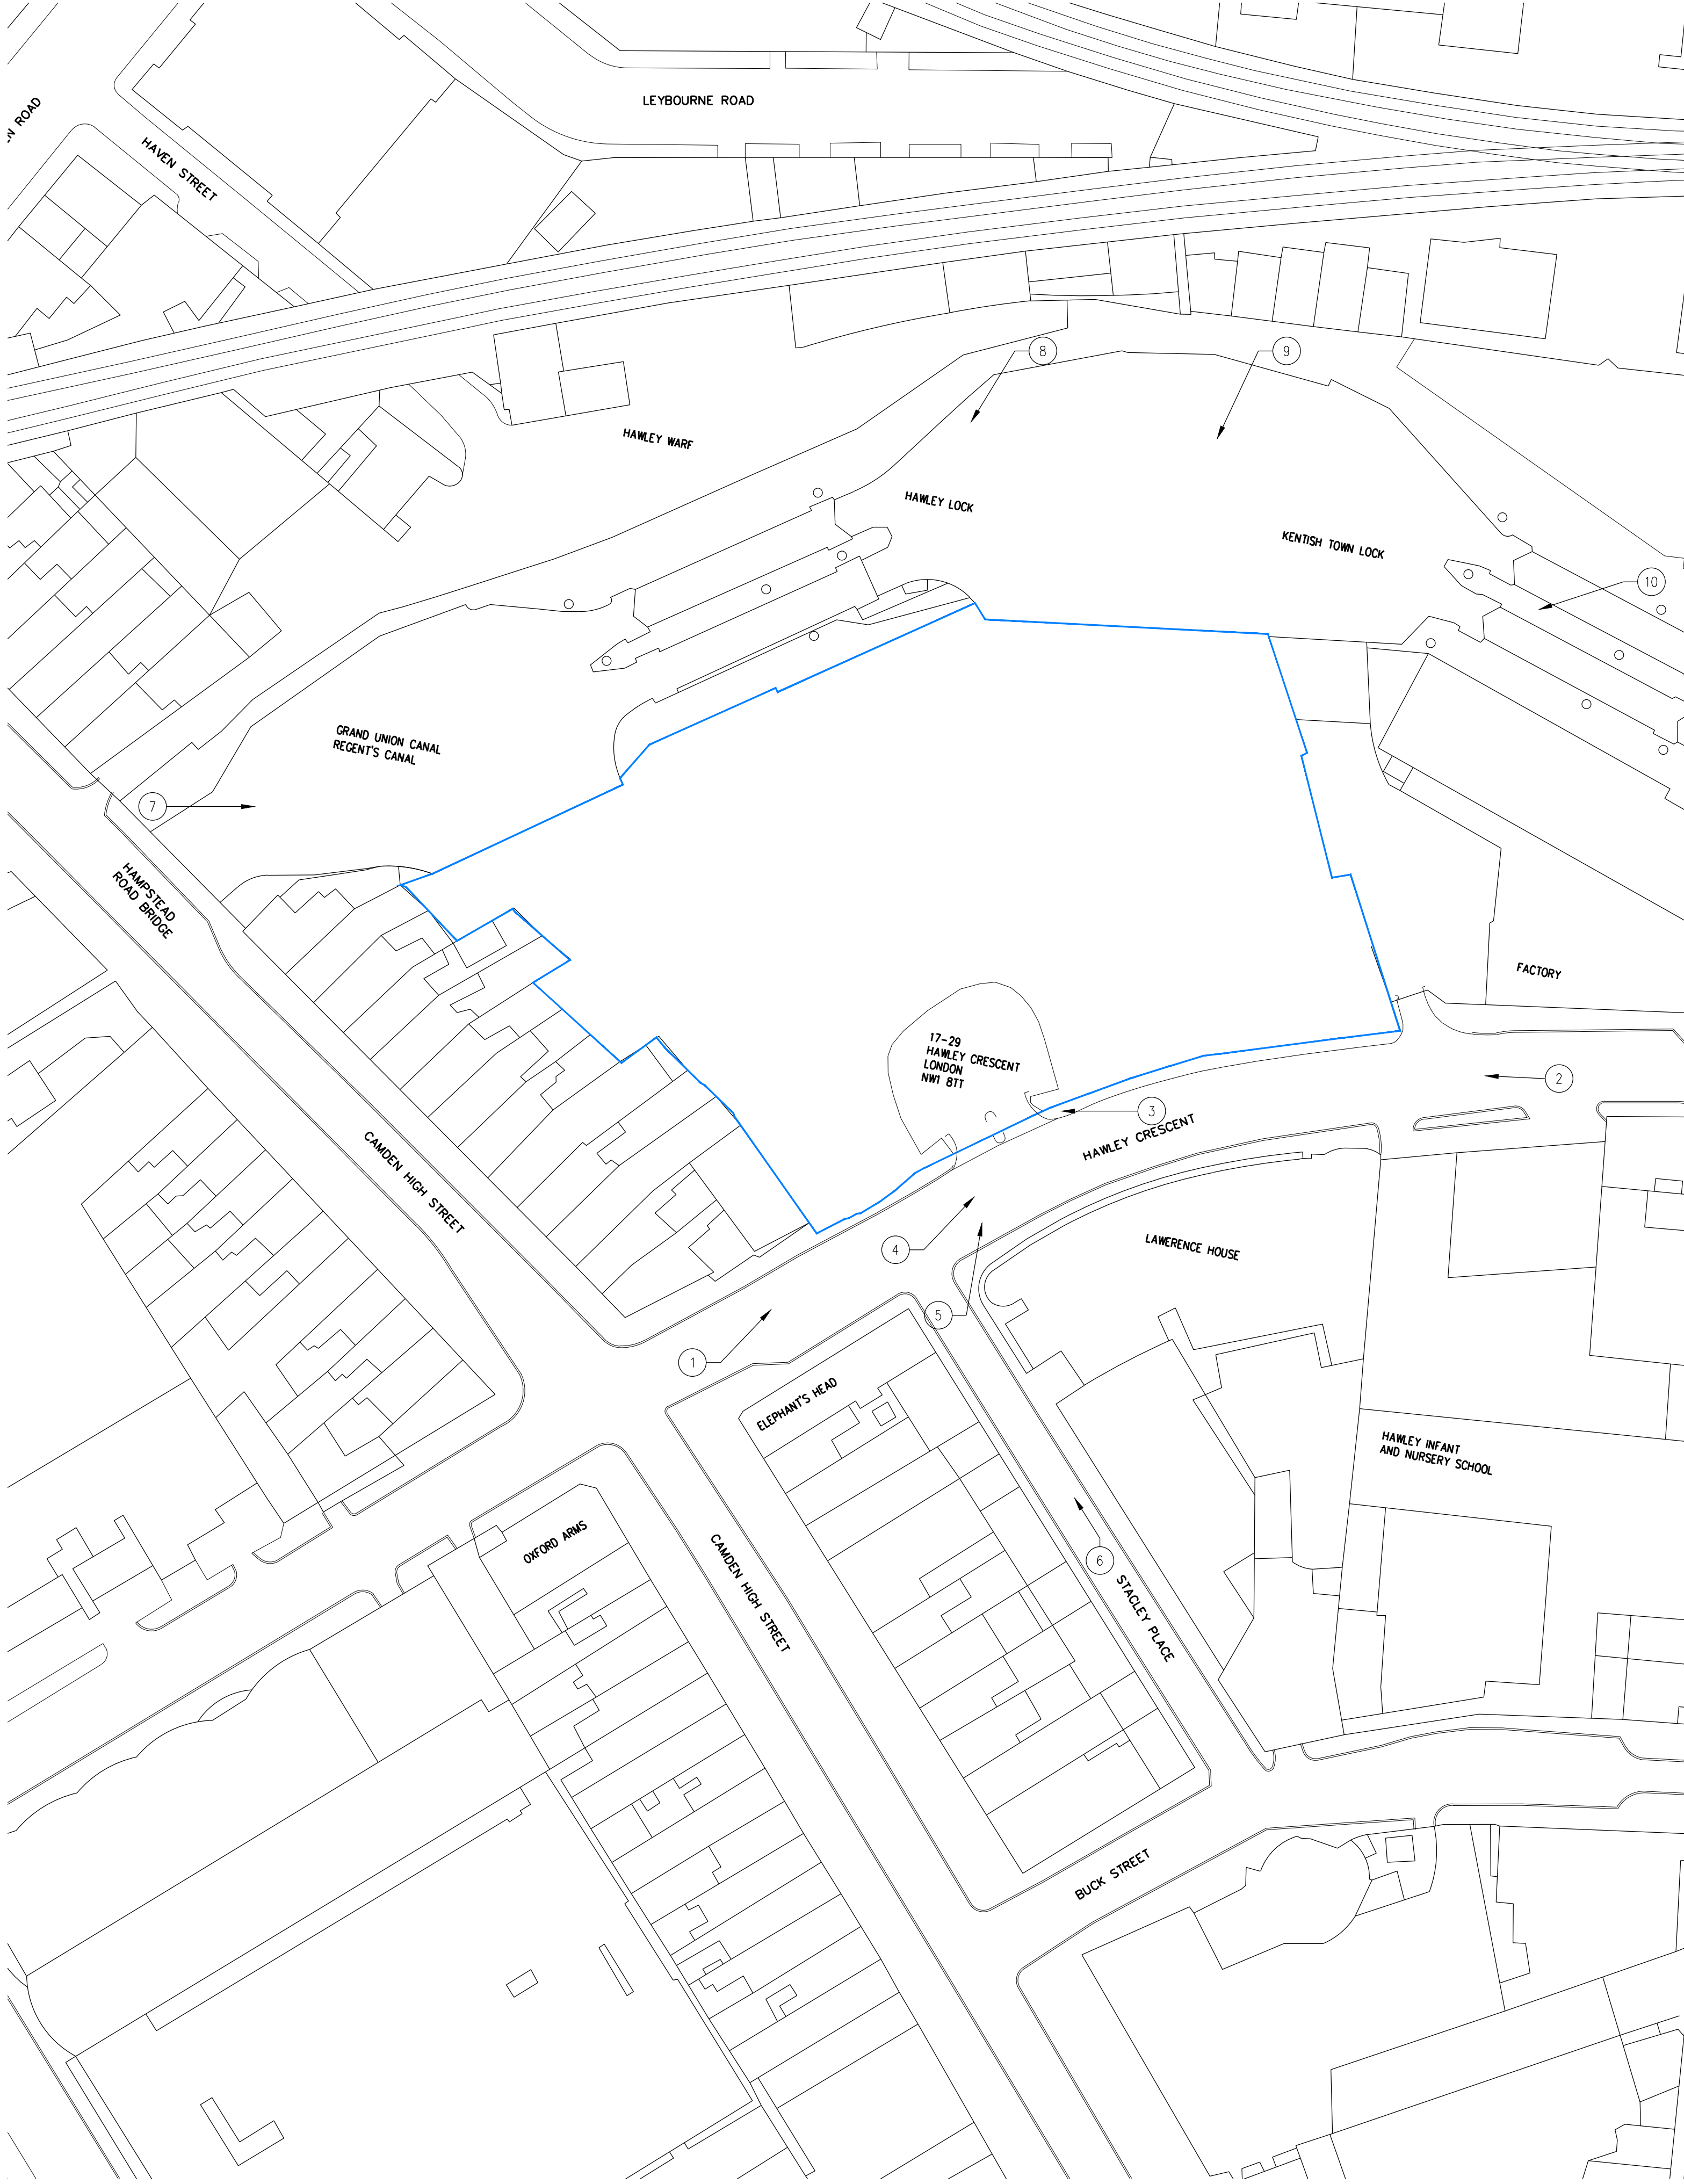 LEYBOURNE ROAD
N ROAD
HAVEN STREET
8
9
HAWLEY WARF
HAWLEY LOCK
KENTISH TOWN LOCK
10
GRAND UNION CANAL
REGENT'S CANAL
7
HAMPSTEAD
ROAD BRIDGE
FACTORY
17-29
HAWLEY CRESCENT
LONDON
NW1 8TT
2
3
HAWLEY CRESCENT
CAMDEN HIGH STREET
4
LAWERENCE HOUSE
5
1
ELEPHANT'S HEAD
HAWLEY INFANT
AND NURSERY SCHOOL
OXFORD ARMS
CAMDEN HIGH STREET
6
STACLEY PLACE
BUCK STREET